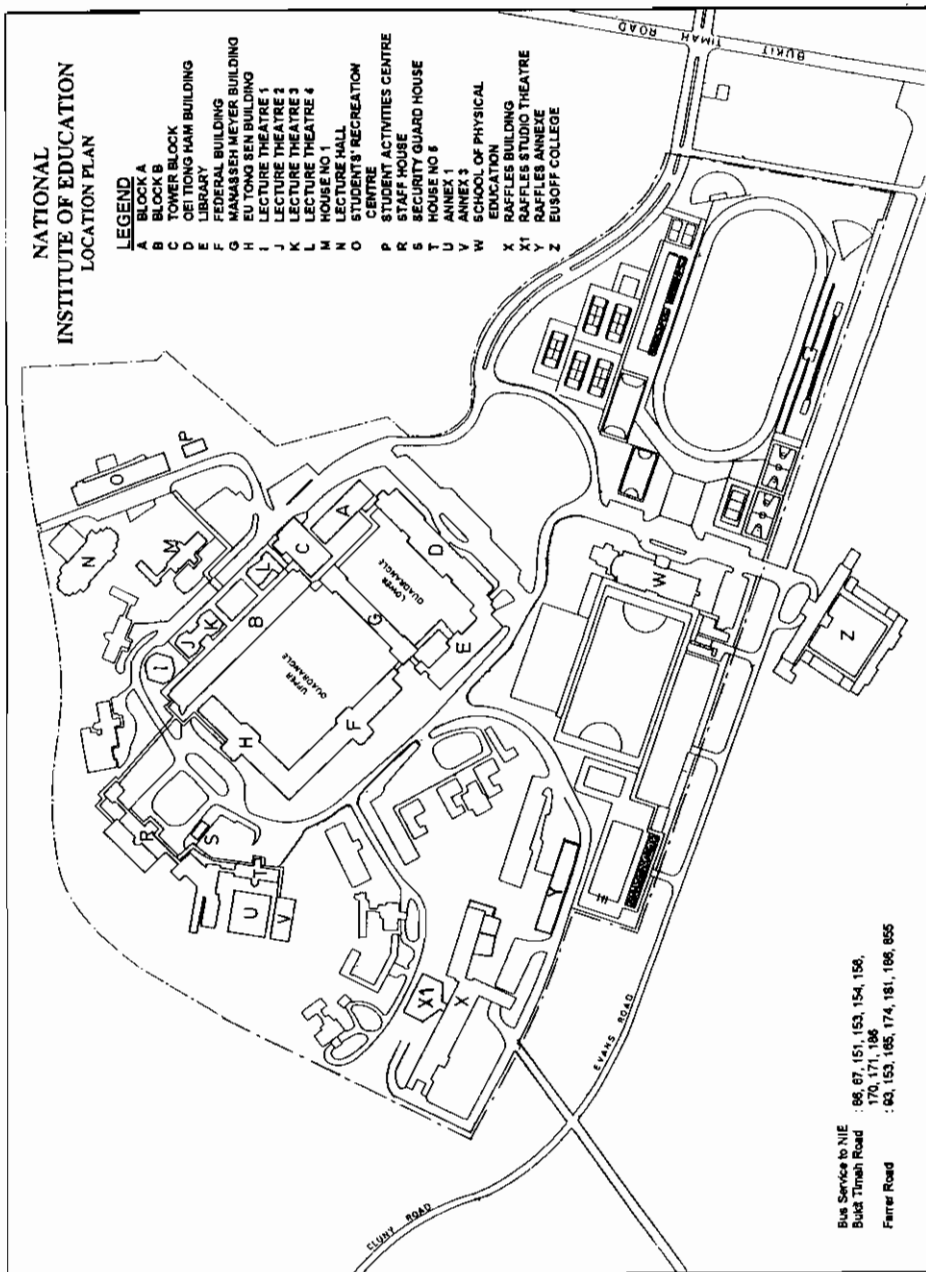 NATIONAL
INSTITUTE OF EDUCATION
LOCATION PLAN
LEGEND
A BLOCK A
B BLOCK B
C TOWER BLOCK
D OEI TIONG HAM BUILDING
E LIBRARY
F FEDERAL BUILDING
G MANASSEH MEYER BUILDING
H EU TONG SEN BUILDING
I LECTURE THEATRE 1
J LECTURE THEATRE 2
K LECTURE THEATRE 3
L LECTURE THEATRE 4
M HOUSE NO 1
N LECTURE HALL
O STUDENTS' RECREATION
CENTRE
P STUDENT ACTIVITIES CENTRE
R STAFF HOUSE
S SECURITY GUARD HOUSE
T HOUSE NO 5
U ANNEX 1
V ANNEX 3
W SCHOOL OF PHYSICAL
EDUCATION
X RAFFLES BUILDING
X1 RAFFLES STUDIO THEATRE
Y RAFFLES ANNEXE
Z EUSOFF COLLEGE
BUKIT TIMAH ROAD
P
O
N
M
A
C
L
D
LOWER
QUADRANGLE
B
K
J
I
G
E
UPPER
QUADRANGLE
F
H
R
S
T
U
V
W
Z
Y
X1
X
EVANS ROAD
CLUNY ROAD
Bus Service to NIE
Bukit Timah Road : 66, 67, 151, 153, 154, 156,
170, 171, 186
Farrer Road : 93, 153, 165, 174, 181, 186, 855